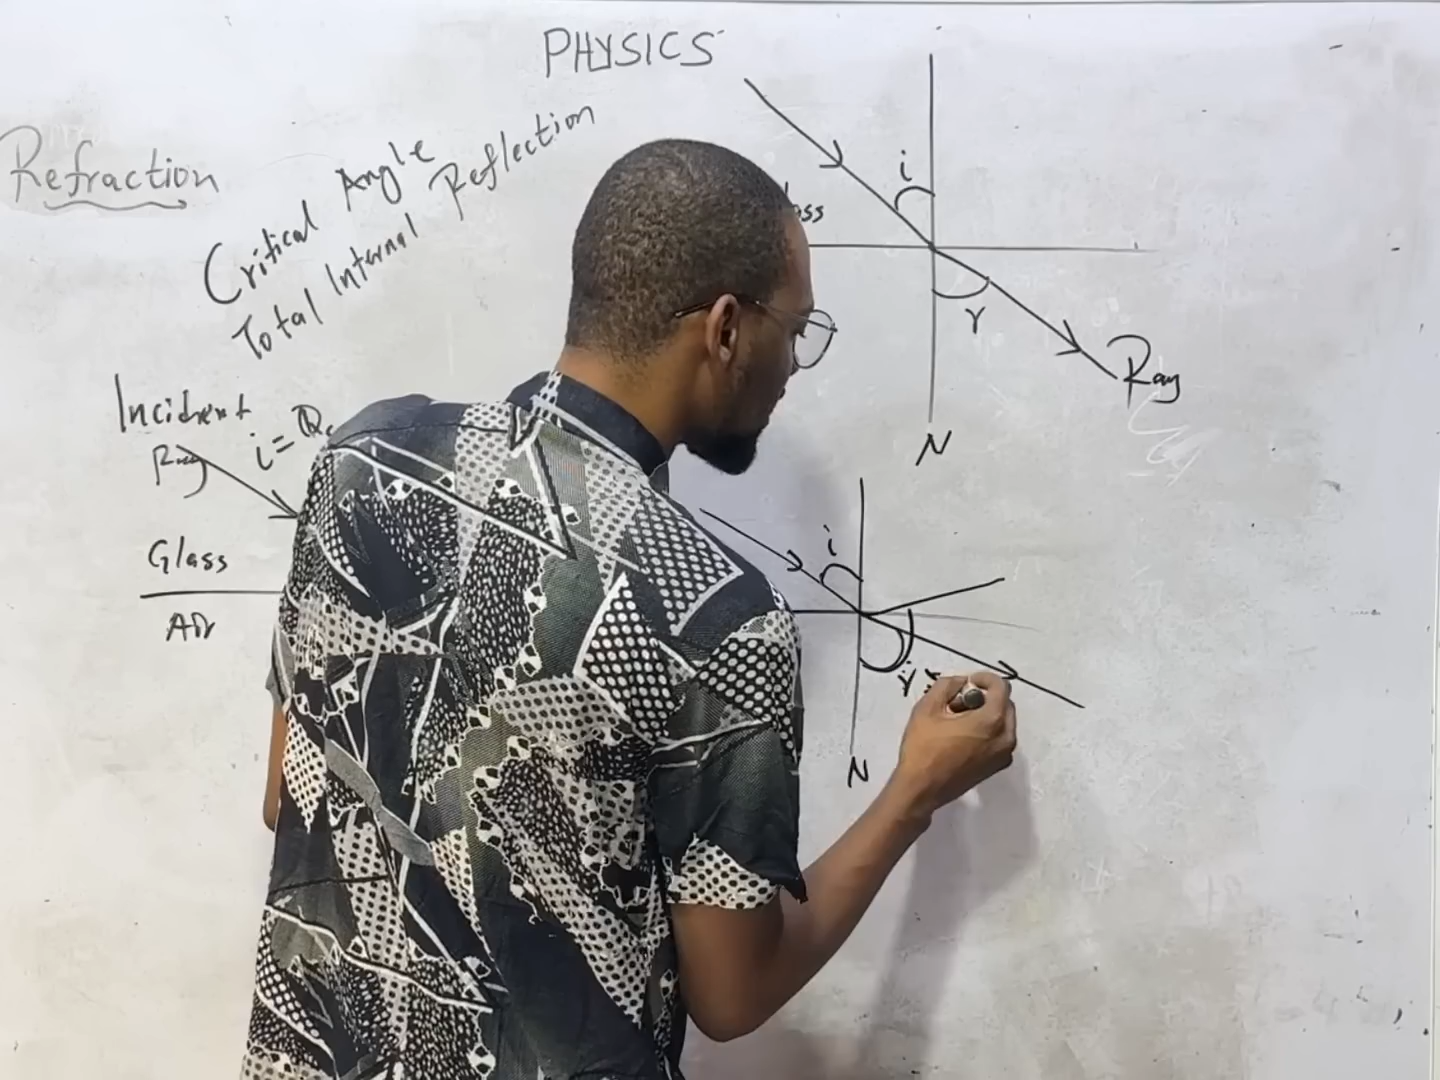 PHYSICS
Refraction
Critical Angle
Total Internal Reflection
Incident
Ray
i =
Glass
Air
i
r
Ray
N
i
r
N